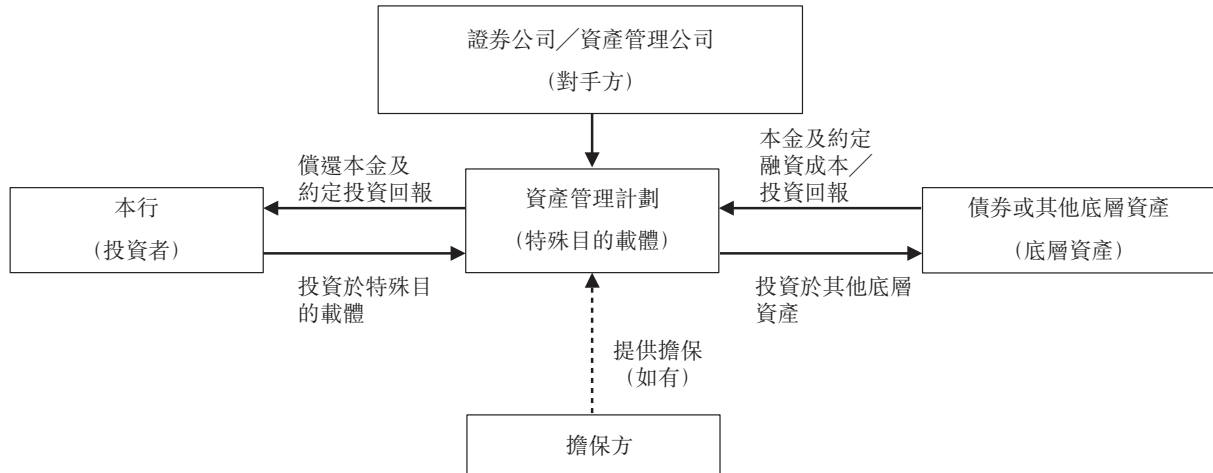 證券公司／資產管理公司
（對手方）
償還本金及
約定投資回報
本金及約定
融資成本／
投資回報
本行
（投資者）
資產管理計劃
（特殊目的載體）
債券或其他底層資產
（底層資產）
投資於特殊目
的載體
投資於其他底層
資產
提供擔保
（如有）
擔保方